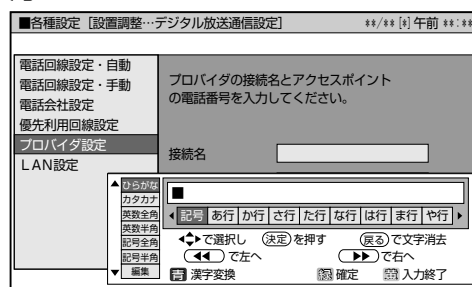 ■各種設定［設置調整…デジタル放送通信設定］ **/** [*] 午前 **:**
電話回線設定・自動
電話回線設定・手動
電話会社設定
優先利用回線設定
プロバイダ設定
LAN設定
プロバイダの接続名とアクセスポイント
の電話番号を入力してください。
接続名
▲ ひらがな
カタカナ
英数全角
英数半角
記号全角
記号半角
▼ 編集
■
記号 あ行 か行 さ行 た行 な行 は行 ま行 や行
で選択し 決定 を押す 戻る で文字消去
◀◀ で左へ ▶▶ で右へ
青 漢字変換 確定 入力終了